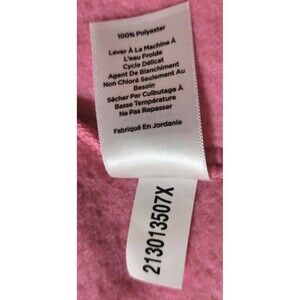 100% Polyester
Laver À La Machine À
L'eau Froide
Cycle Délicat
Agent De Blanchiment
Non Chloré Seulement Au
Besoin
Sécher Par Culbutage À
Basse Température
Ne Pas Repasser
Fabriqué En Jordanie
213013507X